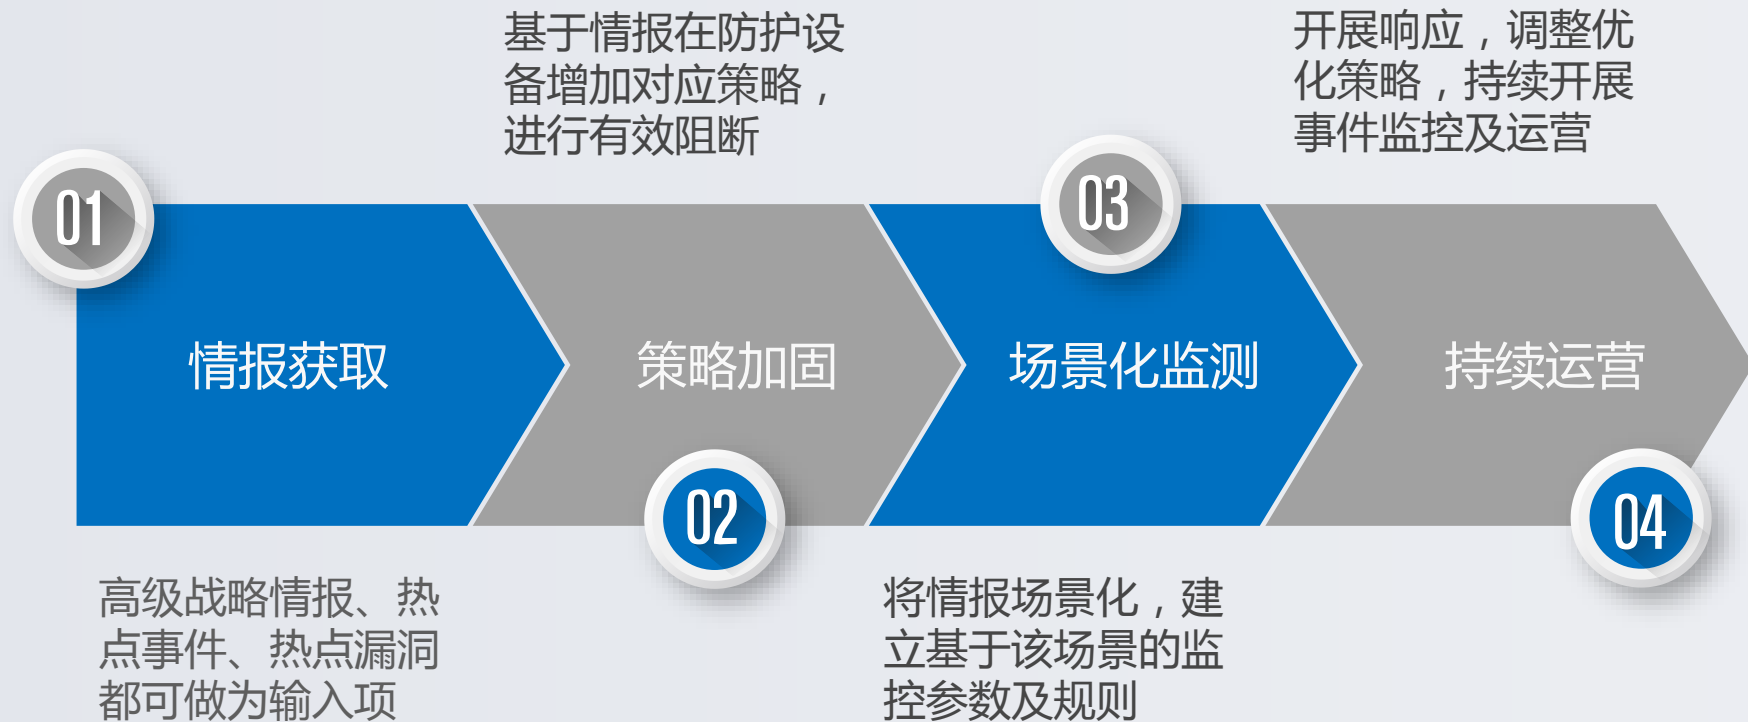 01
情报获取
高级战略情报、热
点事件、热点漏洞
都可做为输入项
基于情报在防护设
备增加对应策略，
进行有效阻断
策略加固
02
03
场景化监测
将情报场景化，建
立基于该场景的监
控参数及规则
开展响应，调整优
化策略，持续开展
事件监控及运营
持续运营
04